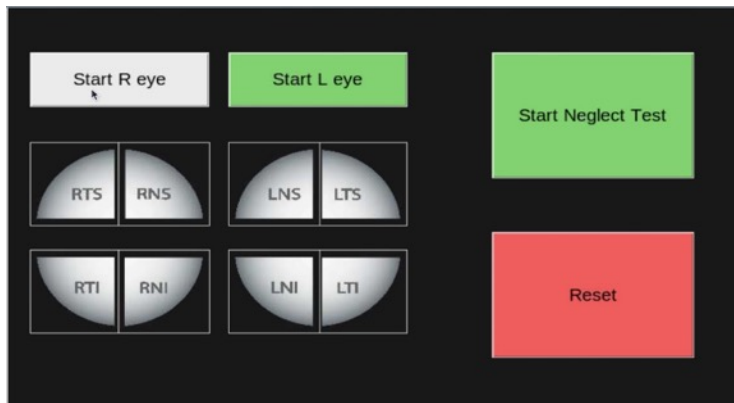 Start R eye
Start L eye
Start Neglect Test
RTS RNS
LNS LTS
RTI RNI
LNI LTI
Reset